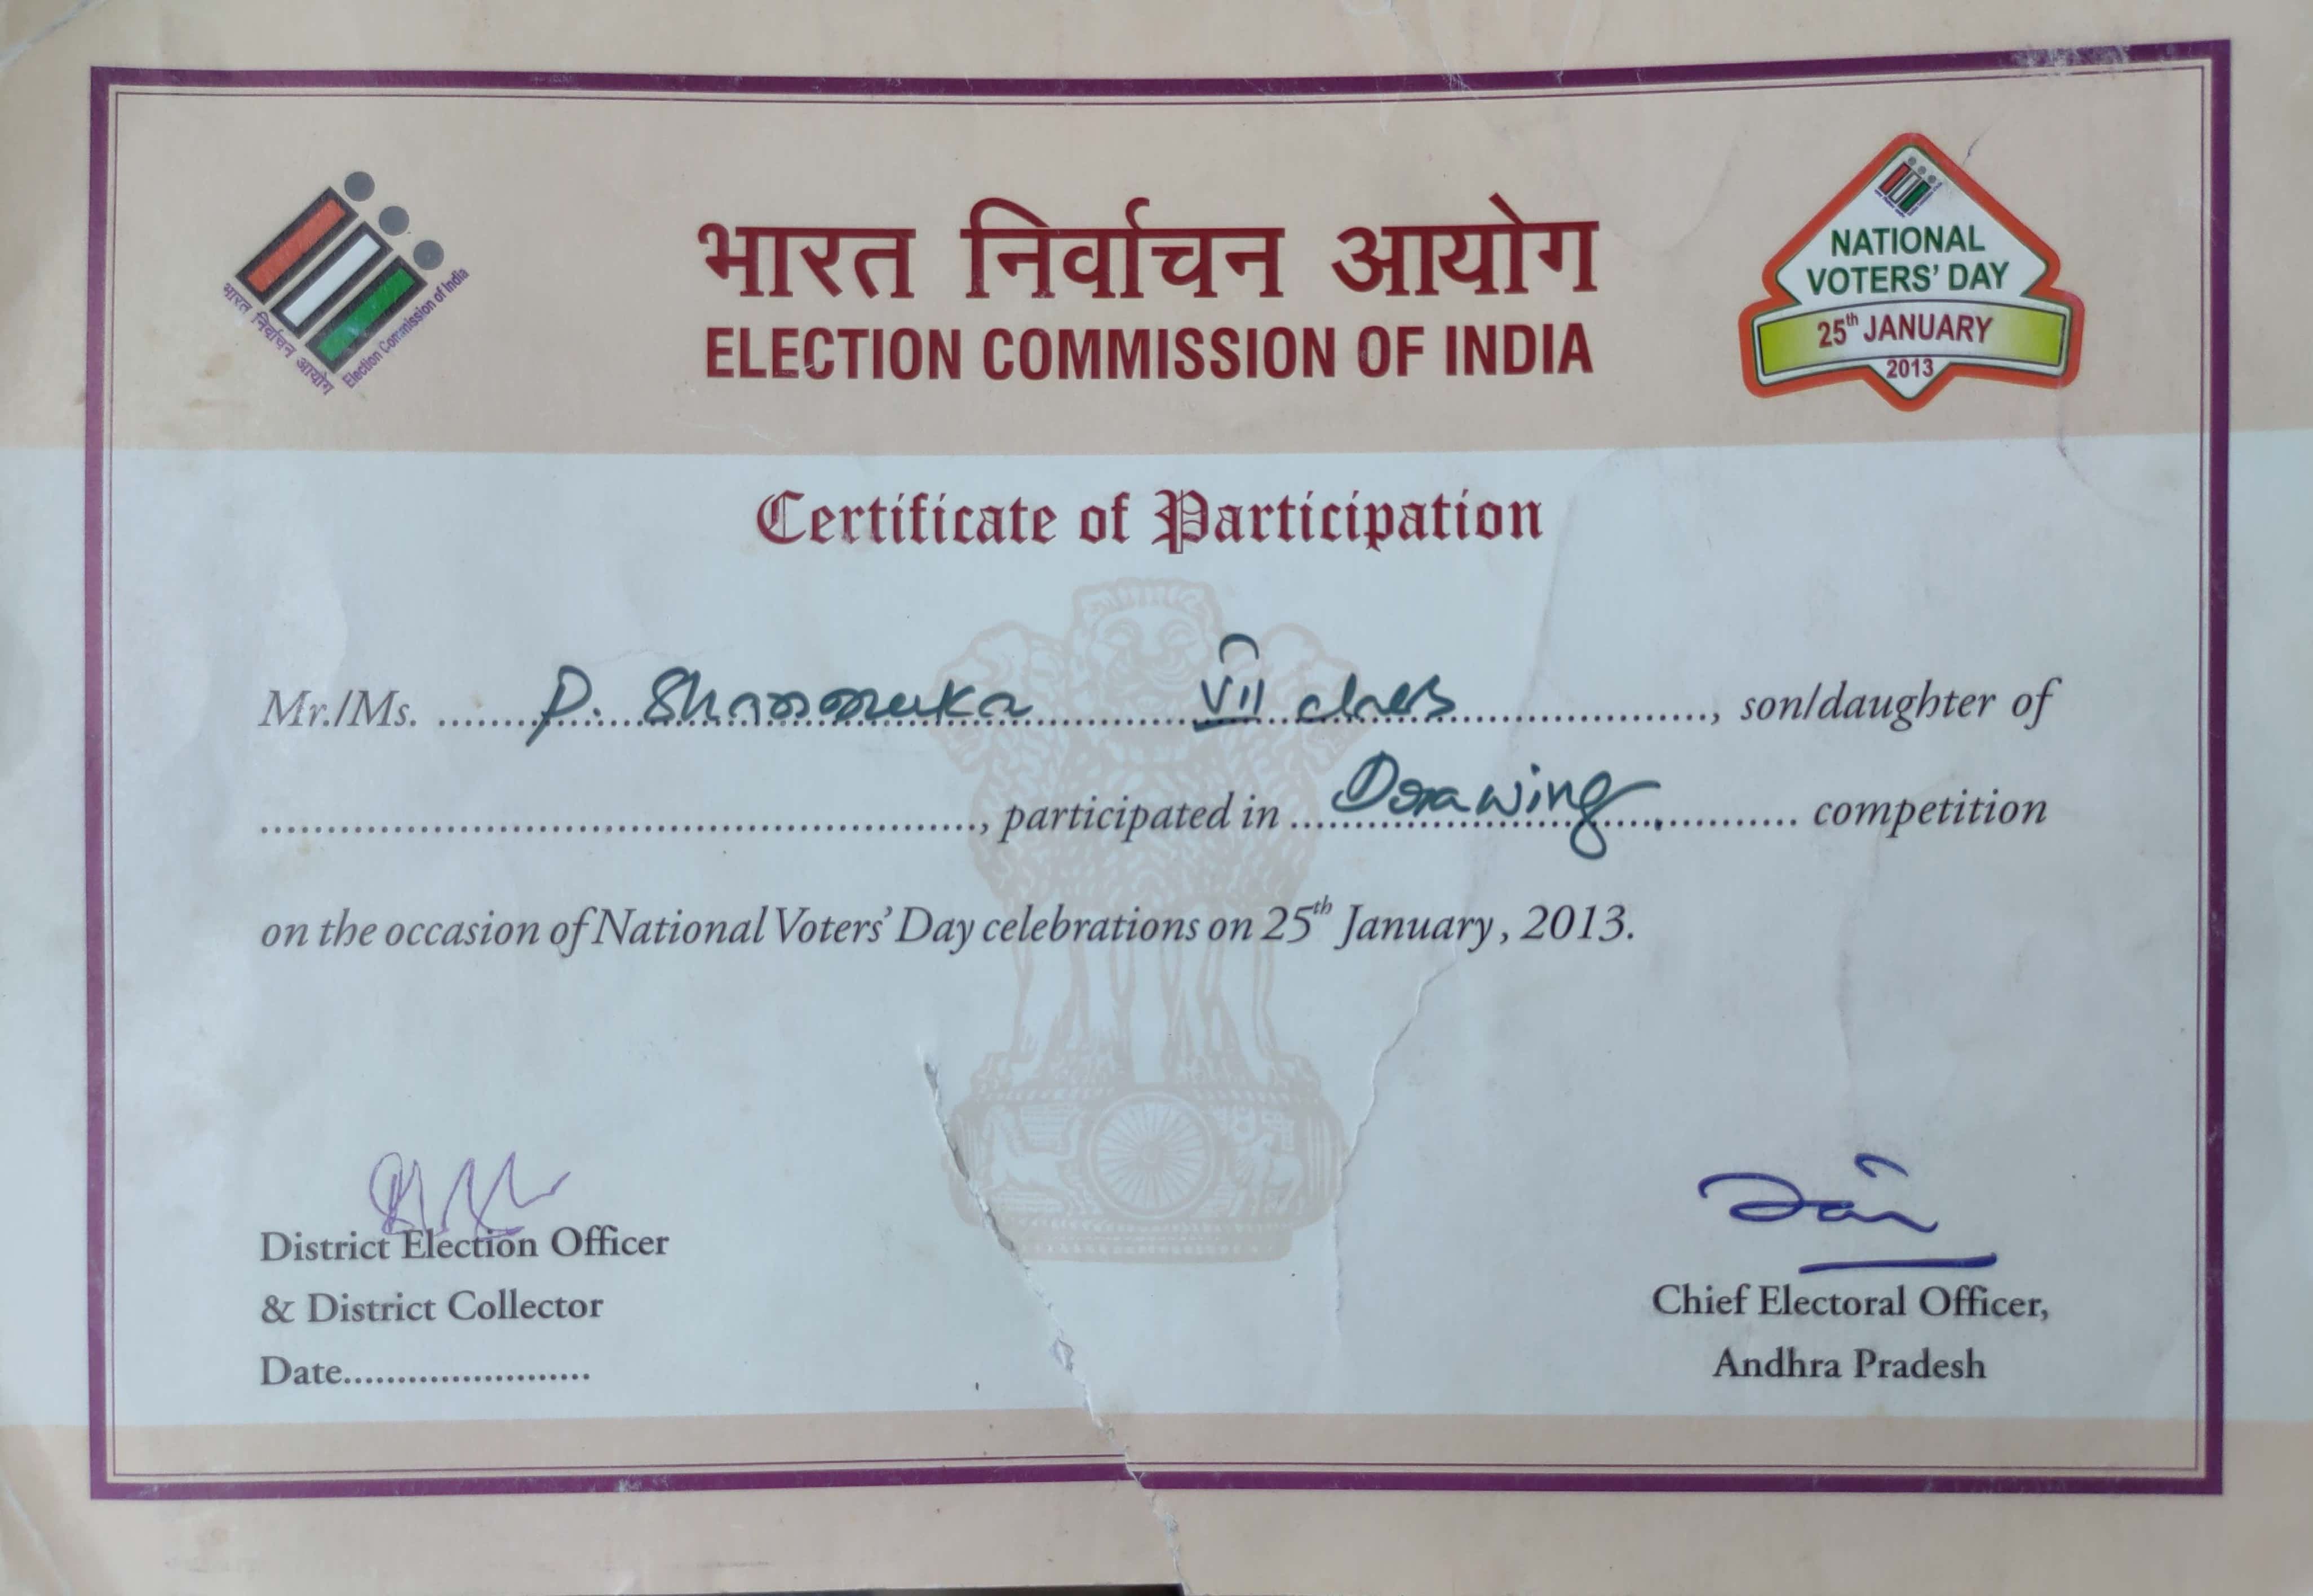 भारत निर्वाचन आयोग
Election Commission of India
भारत निर्वाचन आयोग
ELECTION COMMISSION OF INDIA
NATIONAL
VOTERS' DAY
25th JANUARY
2013
Certificate of Participation
Mr./Ms. ........P. Shanmuka VII class...................., son/daughter of
......................................................, participated in ....Drawing............ competition
on the occasion of National Voters' Day celebrations on 25th January, 2013.
District Election Officer
& District Collector
Date.......................
Chief Electoral Officer,
Andhra Pradesh